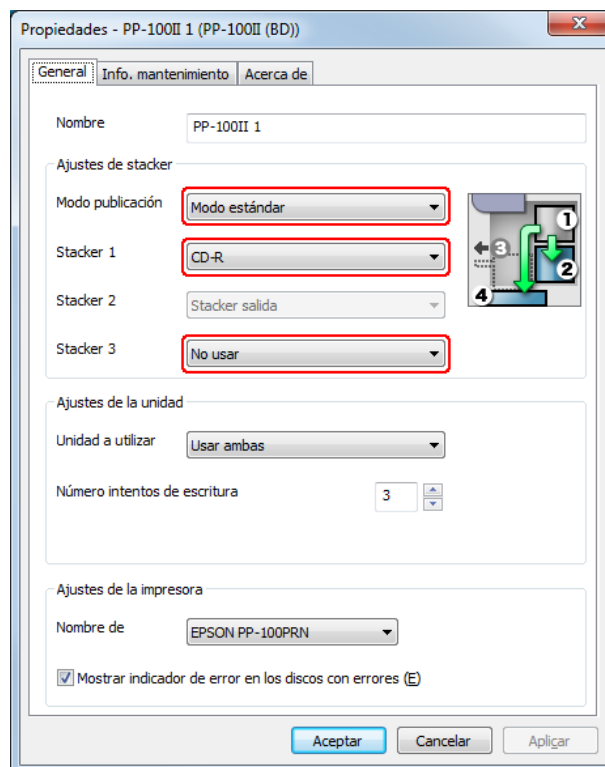 Propiedades - PP-100II 1 (PP-100II (BD))
General Info. mantenimiento Acerca de
Nombre PP-100II 1
Ajustes de stacker
Modo publicación Modo estándar
Stacker 1 CD-R
Stacker 2 Stacker salida
Stacker 3 No usar
1
3
2
4
Ajustes de la unidad
Unidad a utilizar Usar ambas
Número intentos de escritura 3
Ajustes de la impresora
Nombre de EPSON PP-100PRN
Mostrar indicador de error en los discos con errores (E)
Aceptar Cancelar Aplicar